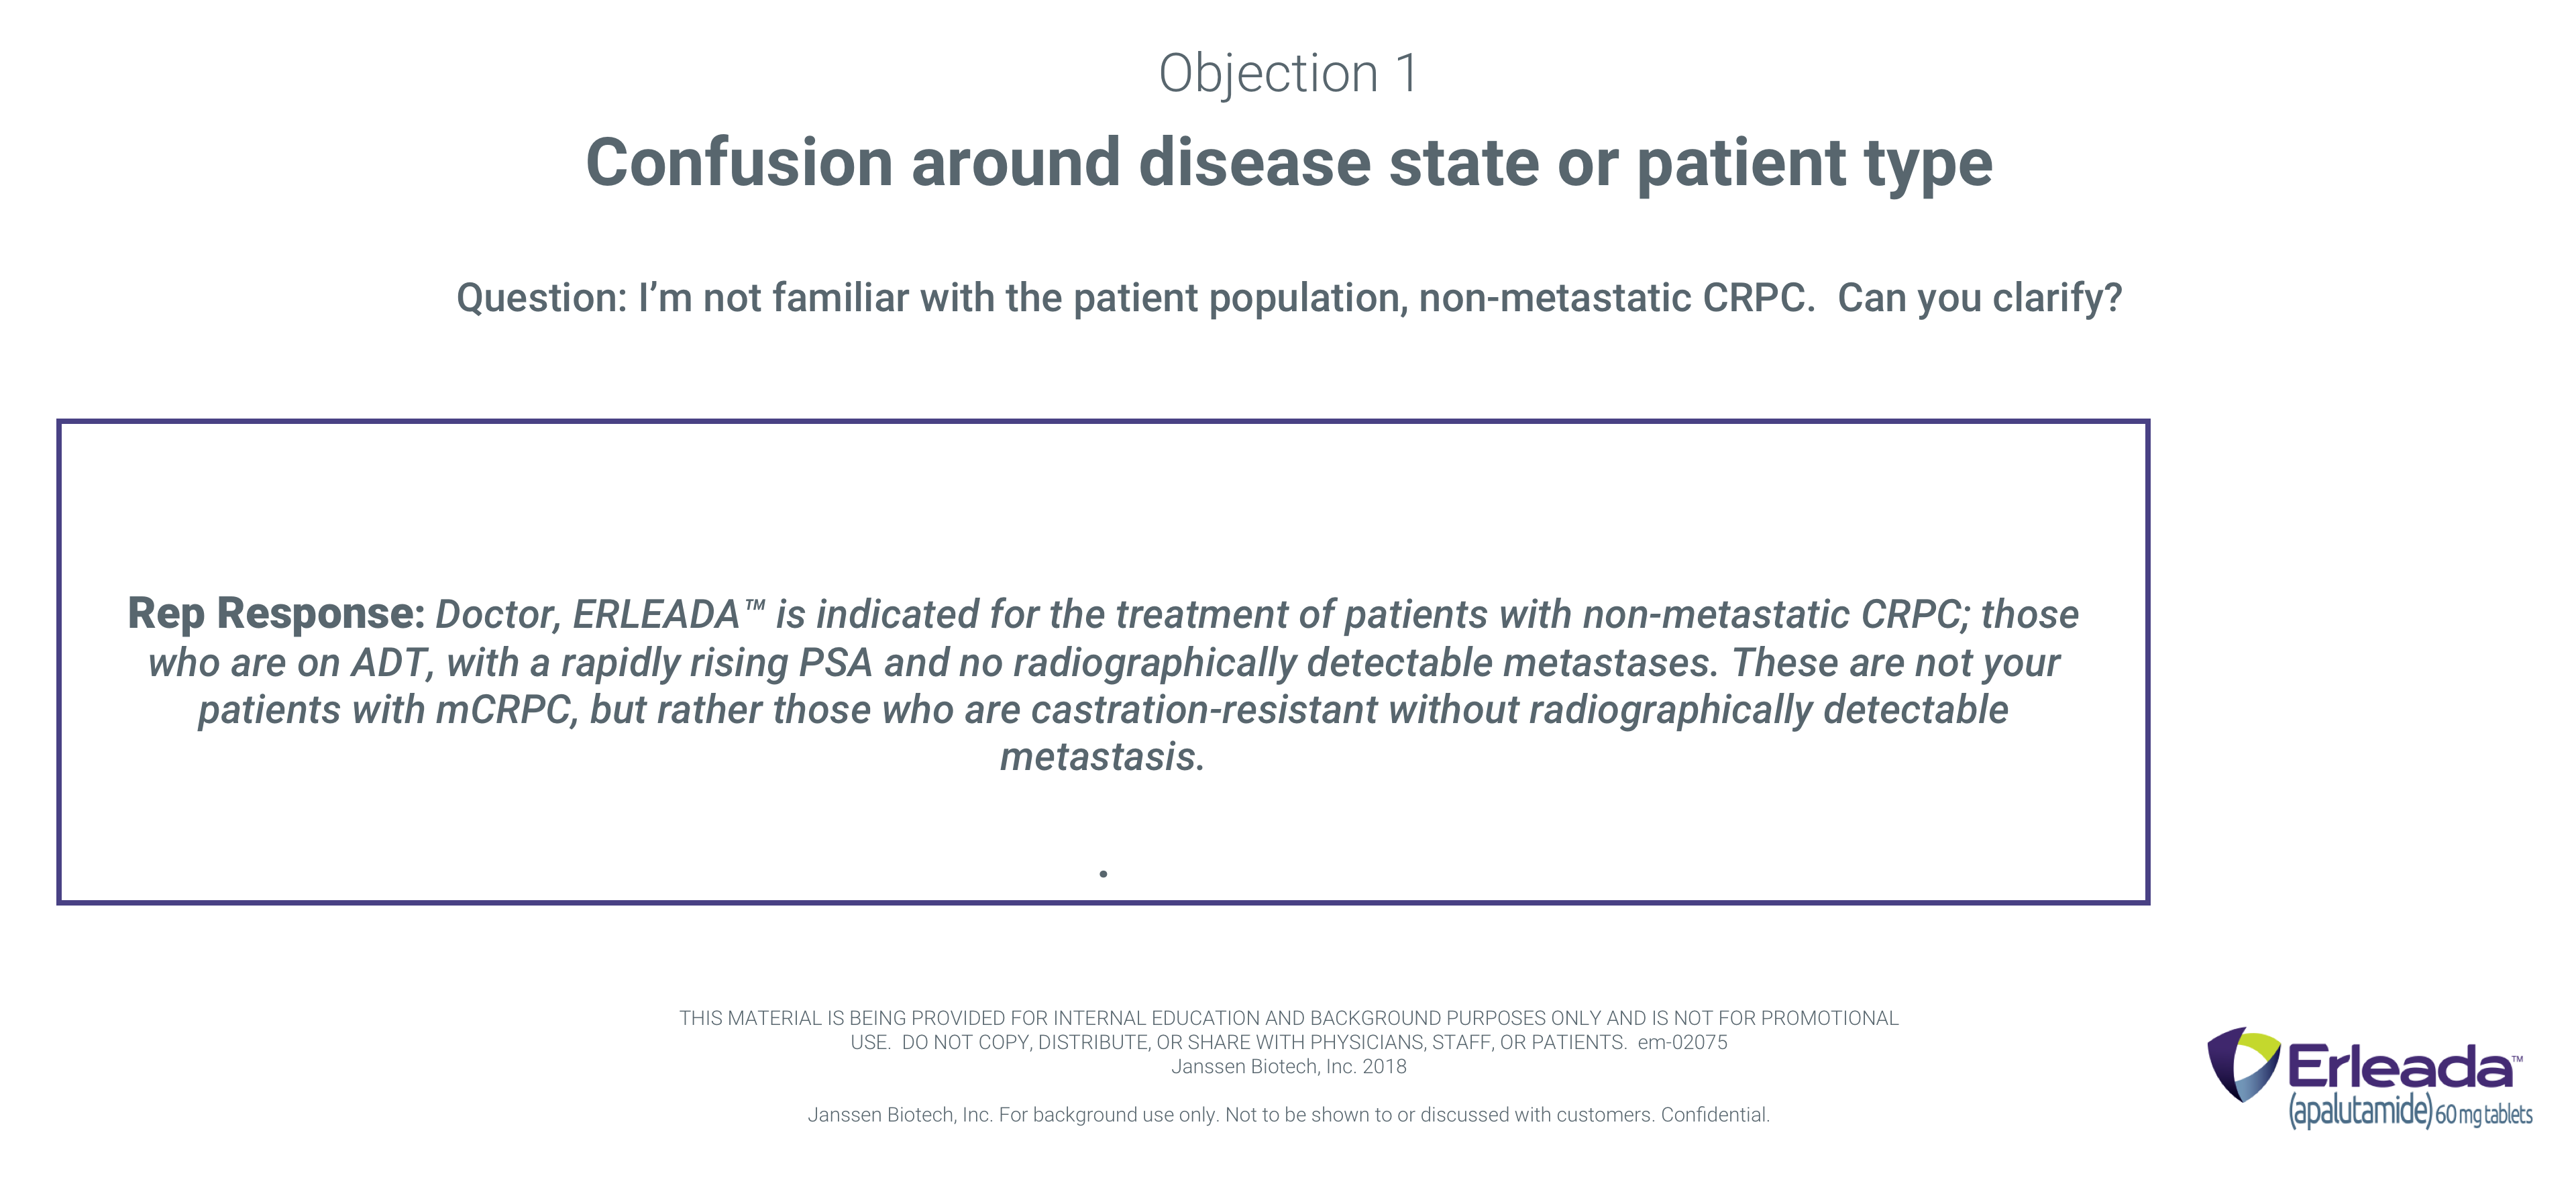 Objection 1
Confusion around disease state or patient type
Question: I’m not familiar with the patient population, non-metastatic CRPC.  Can you clarify?
Rep Response: Doctor, ERLEADA™ is indicated for the treatment of patients with non-metastatic CRPC; those
who are on ADT, with a rapidly rising PSA and no radiographically detectable metastases. These are not your
patients with mCRPC, but rather those who are castration-resistant without radiographically detectable
metastasis.
.
THIS MATERIAL IS BEING PROVIDED FOR INTERNAL EDUCATION AND BACKGROUND PURPOSES ONLY AND IS NOT FOR PROMOTIONAL
USE.  DO NOT COPY, DISTRIBUTE, OR SHARE WITH PHYSICIANS, STAFF, OR PATIENTS.  em-02075
Janssen Biotech, Inc. 2018
Janssen Biotech, Inc. For background use only. Not to be shown to or discussed with customers. Confidential.
Erleada™
(apalutamide) 60 mg tablets